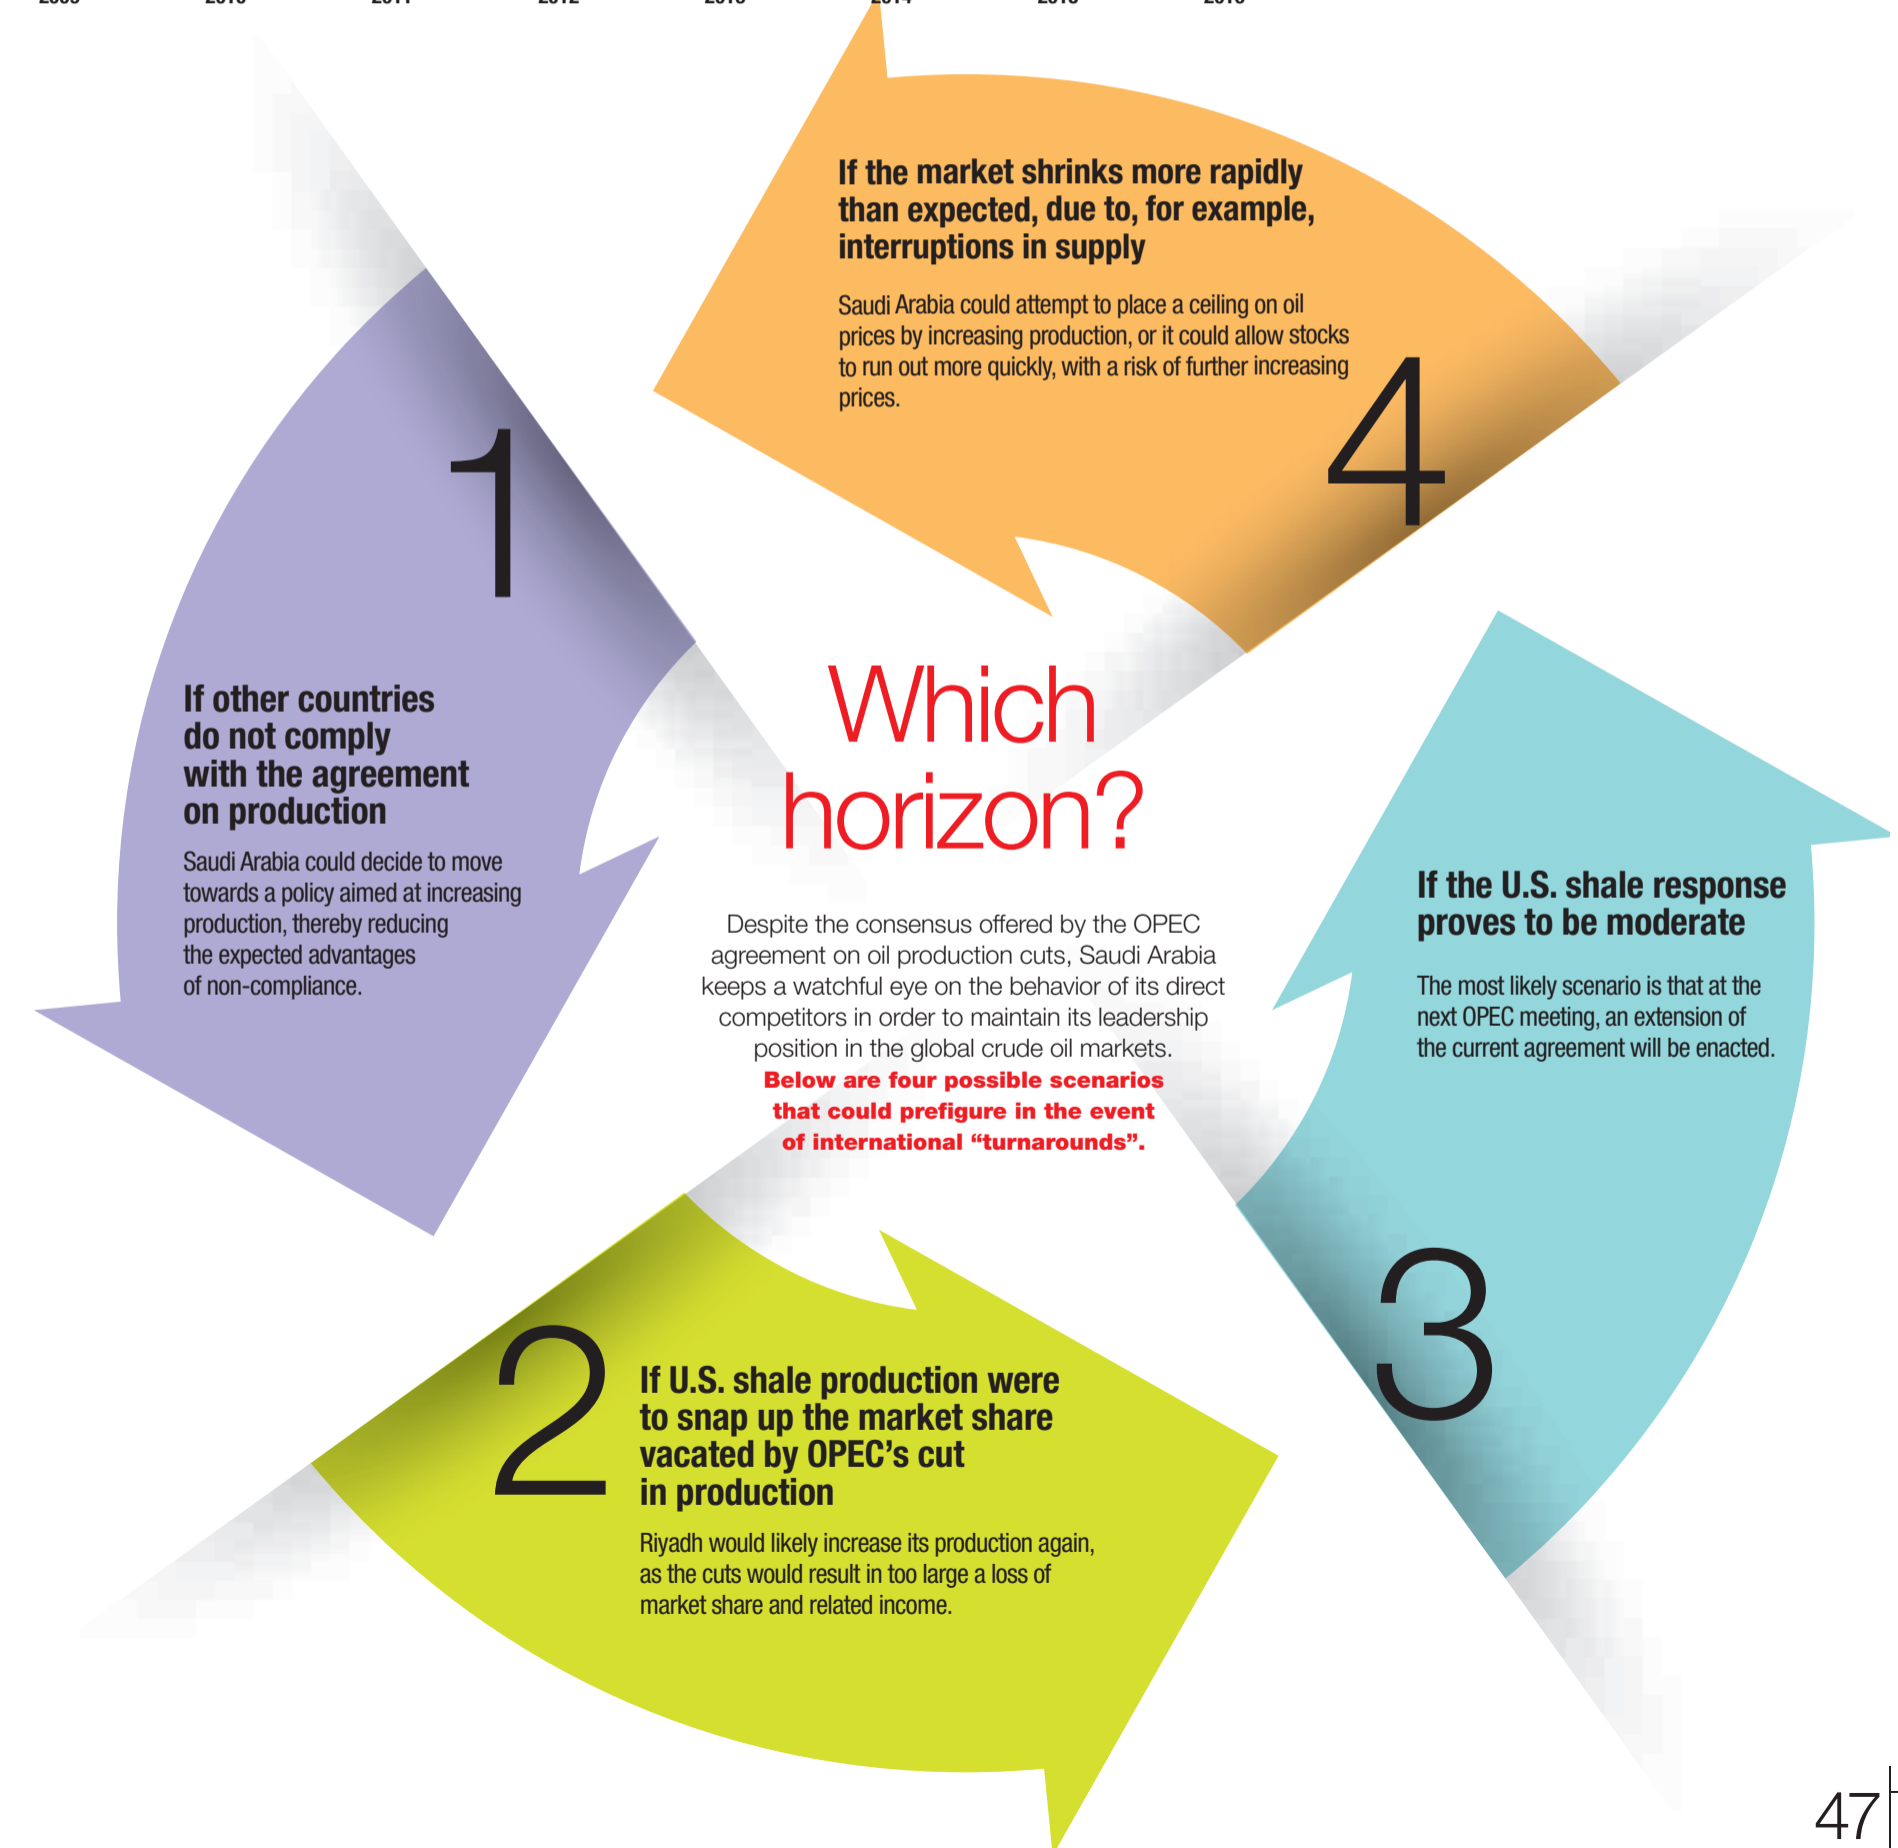 Which
horizon?
Despite the consensus offered by the OPEC
agreement on oil production cuts, Saudi Arabia
keeps a watchful eye on the behavior of its direct
competitors in order to maintain its leadership
position in the global crude oil markets.
Below are four possible scenarios
that could prefigure in the event
of international “turnarounds”.
1
If other countries
do not comply
with the agreement
on production
Saudi Arabia could decide to move
towards a policy aimed at increasing
production, thereby reducing
the expected advantages
of non-compliance.
2
If U.S. shale production were
to snap up the market share
vacated by OPEC’s cut
in production
Riyadh would likely increase its production again,
as the cuts would result in too large a loss of
market share and related income.
3
If the U.S. shale response
proves to be moderate
The most likely scenario is that at the
next OPEC meeting, an extension of
the current agreement will be enacted.
4
If the market shrinks more rapidly
than expected, due to, for example,
interruptions in supply
Saudi Arabia could attempt to place a ceiling on oil
prices by increasing production, or it could allow stocks
to run out more quickly, with a risk of further increasing
prices.
47